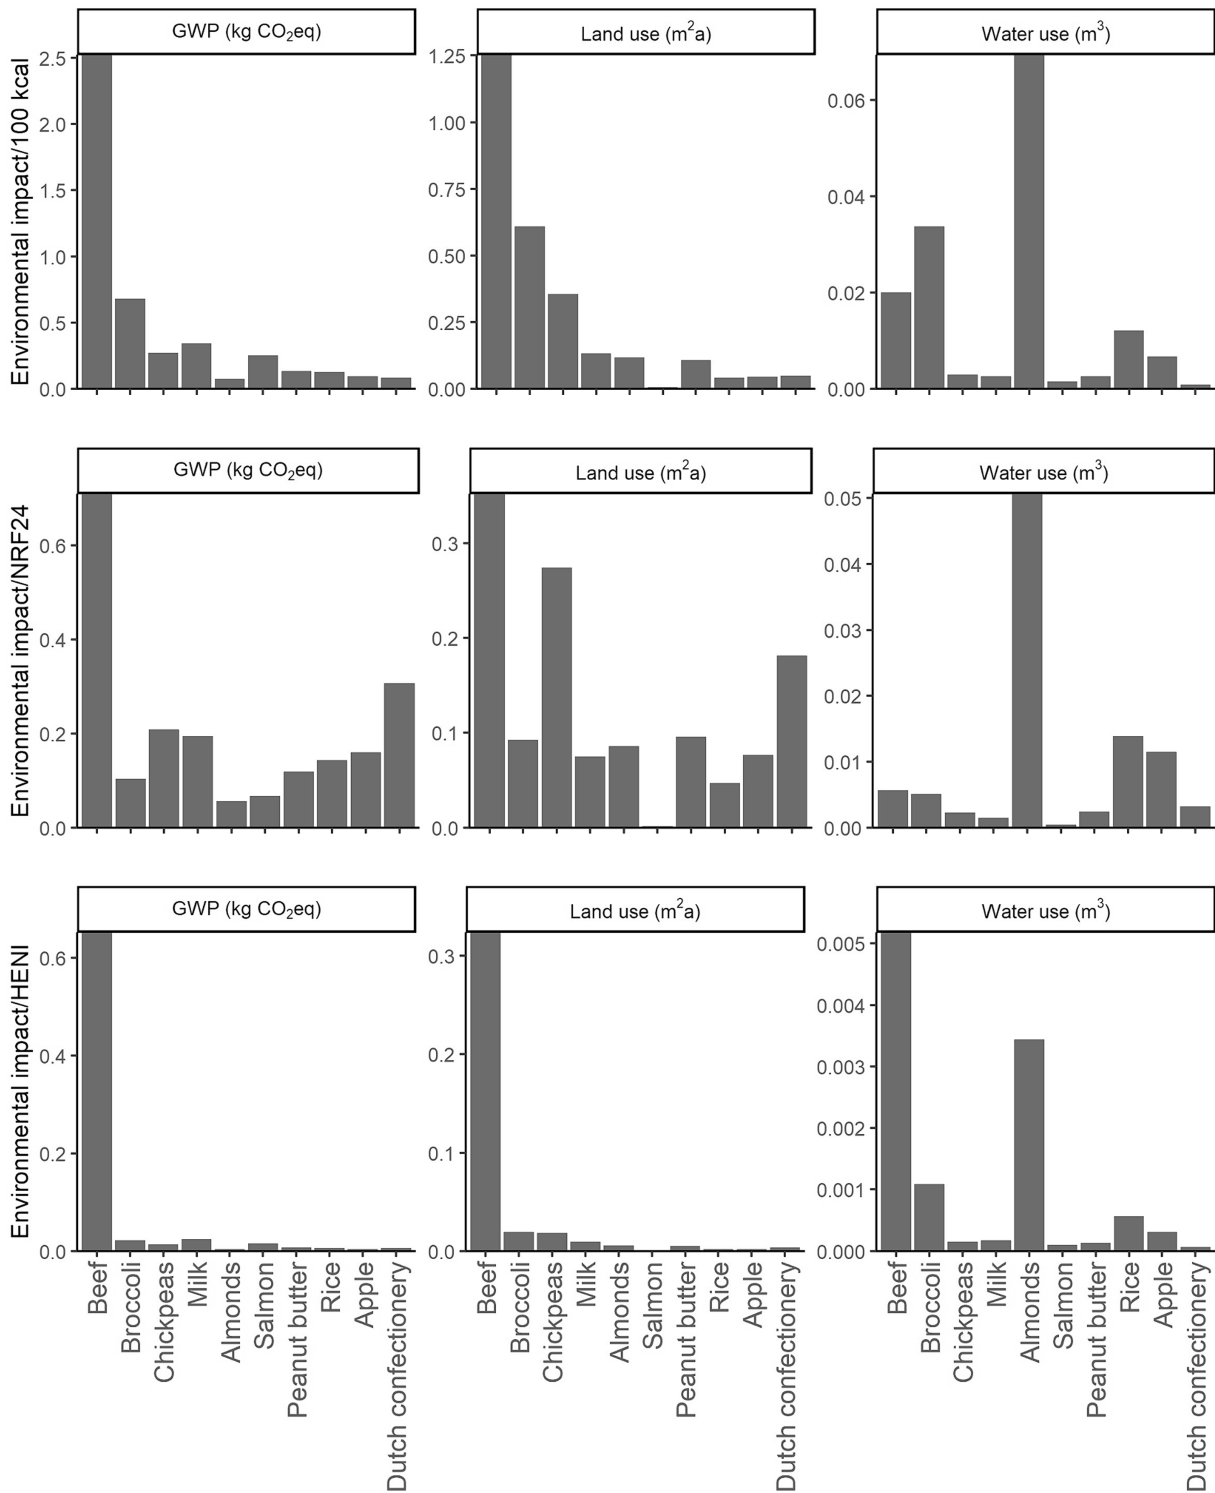 GWP (kg CO₂eq)
Land use (m²a)
Water use (m³)
Environmental impact/100 kcal
2.5
2.0
1.5
1.0
0.5
0.0
1.25
1.00
0.75
0.50
0.25
0.00
0.06
0.04
0.02
0.00
GWP (kg CO₂eq)
Land use (m²a)
Water use (m³)
Environmental impact/NRF24
0.6
0.4
0.2
0.0
0.3
0.2
0.1
0.0
0.05
0.04
0.03
0.02
0.01
0.00
GWP (kg CO₂eq)
Land use (m²a)
Water use (m³)
Environmental impact/HENI
0.6
0.4
0.2
0.0
0.3
0.2
0.1
0.0
0.005
0.004
0.003
0.002
0.001
0.000
Beef
Broccoli
Chickpeas
Milk
Almonds
Salmon
Peanut butter
Rice
Apple
Dutch confectionery
Beef
Broccoli
Chickpeas
Milk
Almonds
Salmon
Peanut butter
Rice
Apple
Dutch confectionery
Beef
Broccoli
Chickpeas
Milk
Almonds
Salmon
Peanut butter
Rice
Apple
Dutch confectionery